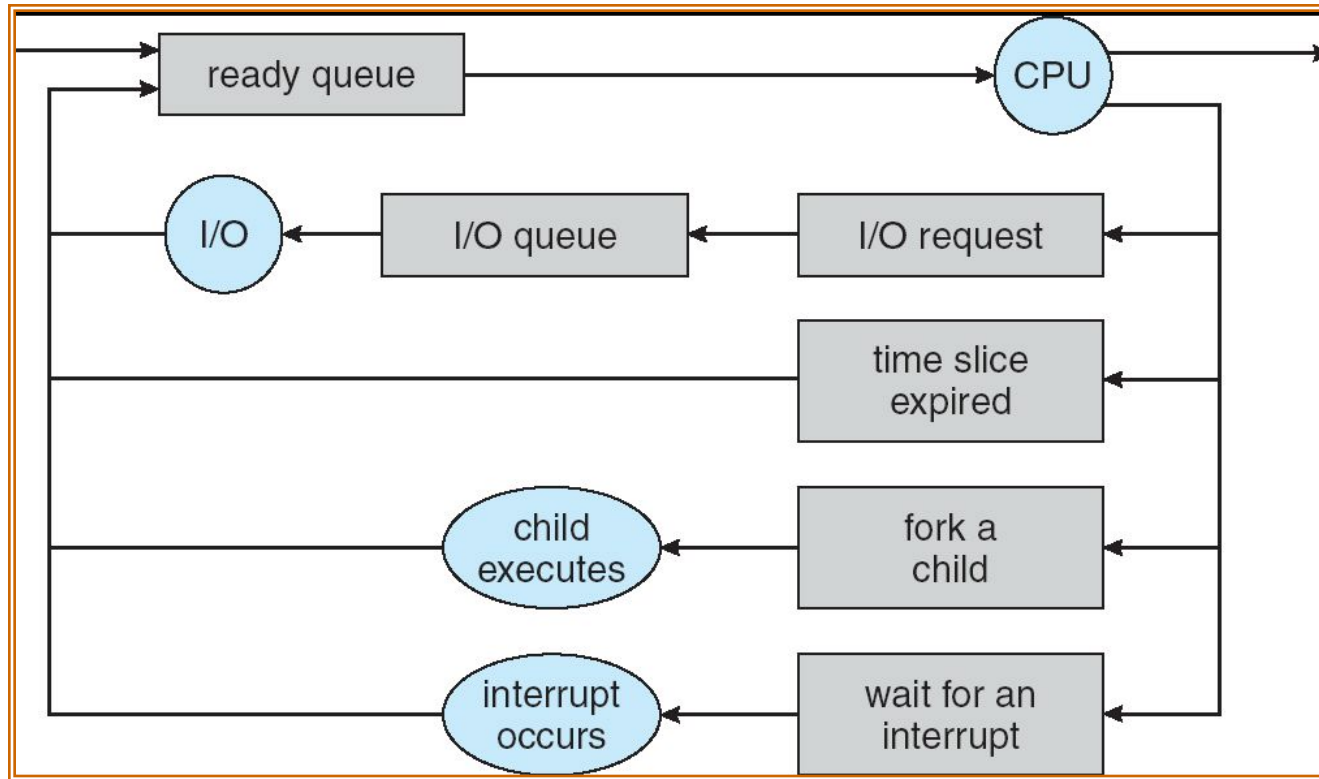 ready queue
CPU
I/O
I/O queue
I/O request
time slice
expired
child
executes
fork a
child
interrupt
occurs
wait for an
interrupt